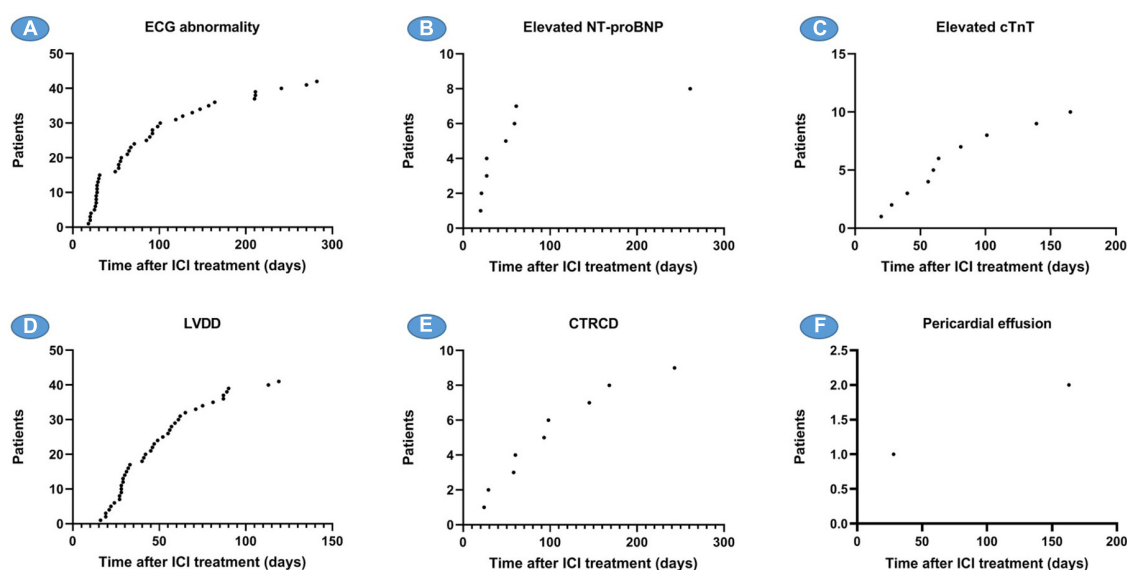 A
ECG abnormality
50
40
30
20
10
0
Patients
0 100 200 300
Time after ICI treatment (days)
B
Elevated NT-proBNP
10
8
6
4
2
0
Patients
0 100 200 300
Time after ICI treatment (days)
C
Elevated cTnT
15
10
5
0
Patients
0 50 100 150 200
Time after ICI treatment (days)
D
LVDD
50
40
30
20
10
0
Patients
0 50 100 150
Time after ICI treatment (days)
E
CTRCD
10
8
6
4
2
0
Patients
0 100 200 300
Time after ICI treatment (days)
F
Pericardial effusion
2.5
2.0
1.5
1.0
0.5
0.0
Patients
0 50 100 150 200
Time after ICI treatment (days)